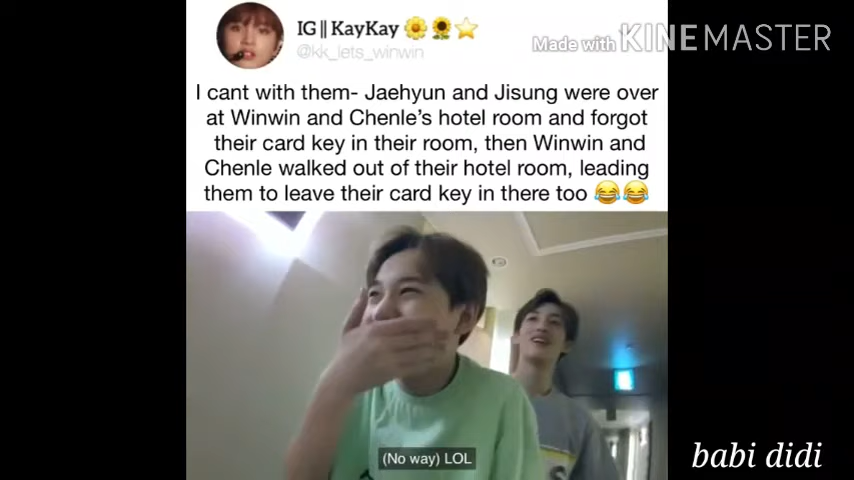 IG || KayKay 🌼🌻⭐
@kk_lets_winwin
Made with KINEMASTER
I cant with them- Jaehyun and Jisung were over
at Winwin and Chenle's hotel room and forgot
their card key in their room, then Winwin and
Chenle walked out of their hotel room, leading
them to leave their card key in there too 😂😂
(No way) LOL
babi didi